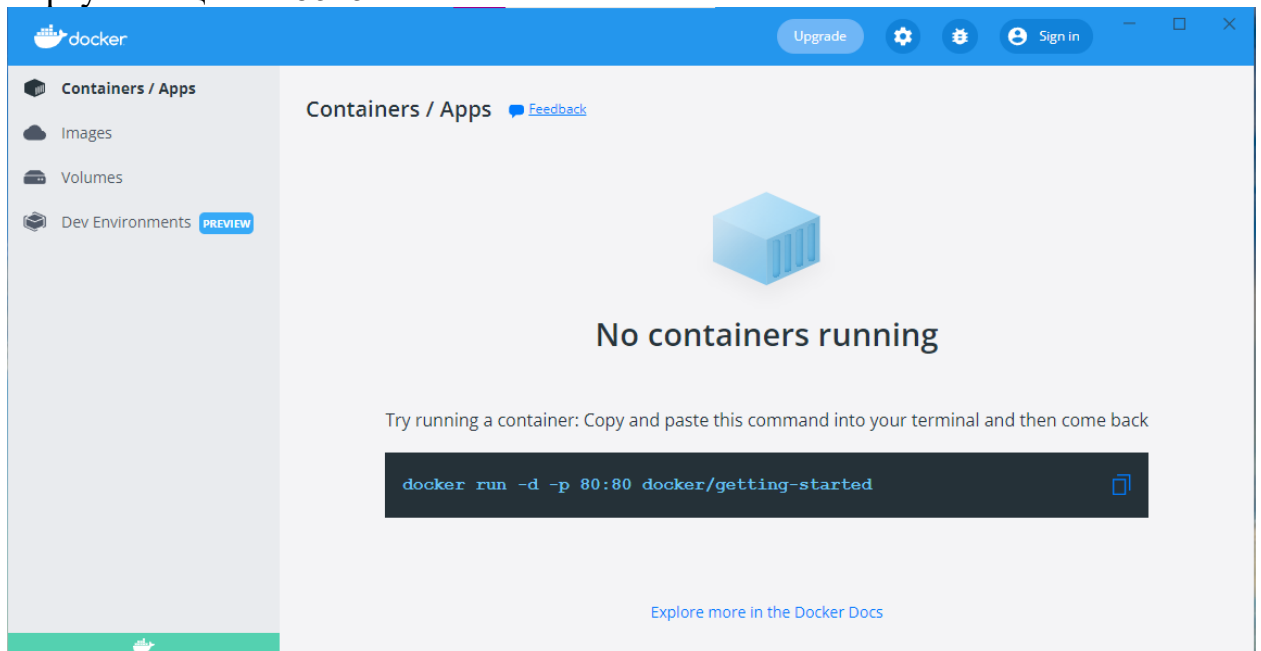 docker
Upgrade
Sign in
Containers / Apps
Images
Volumes
Dev Environments PREVIEW
Containers / Apps Feedback
No containers running
Try running a container: Copy and paste this command into your terminal and then come back
docker run -d -p 80:80 docker/getting-started
Explore more in the Docker Docs